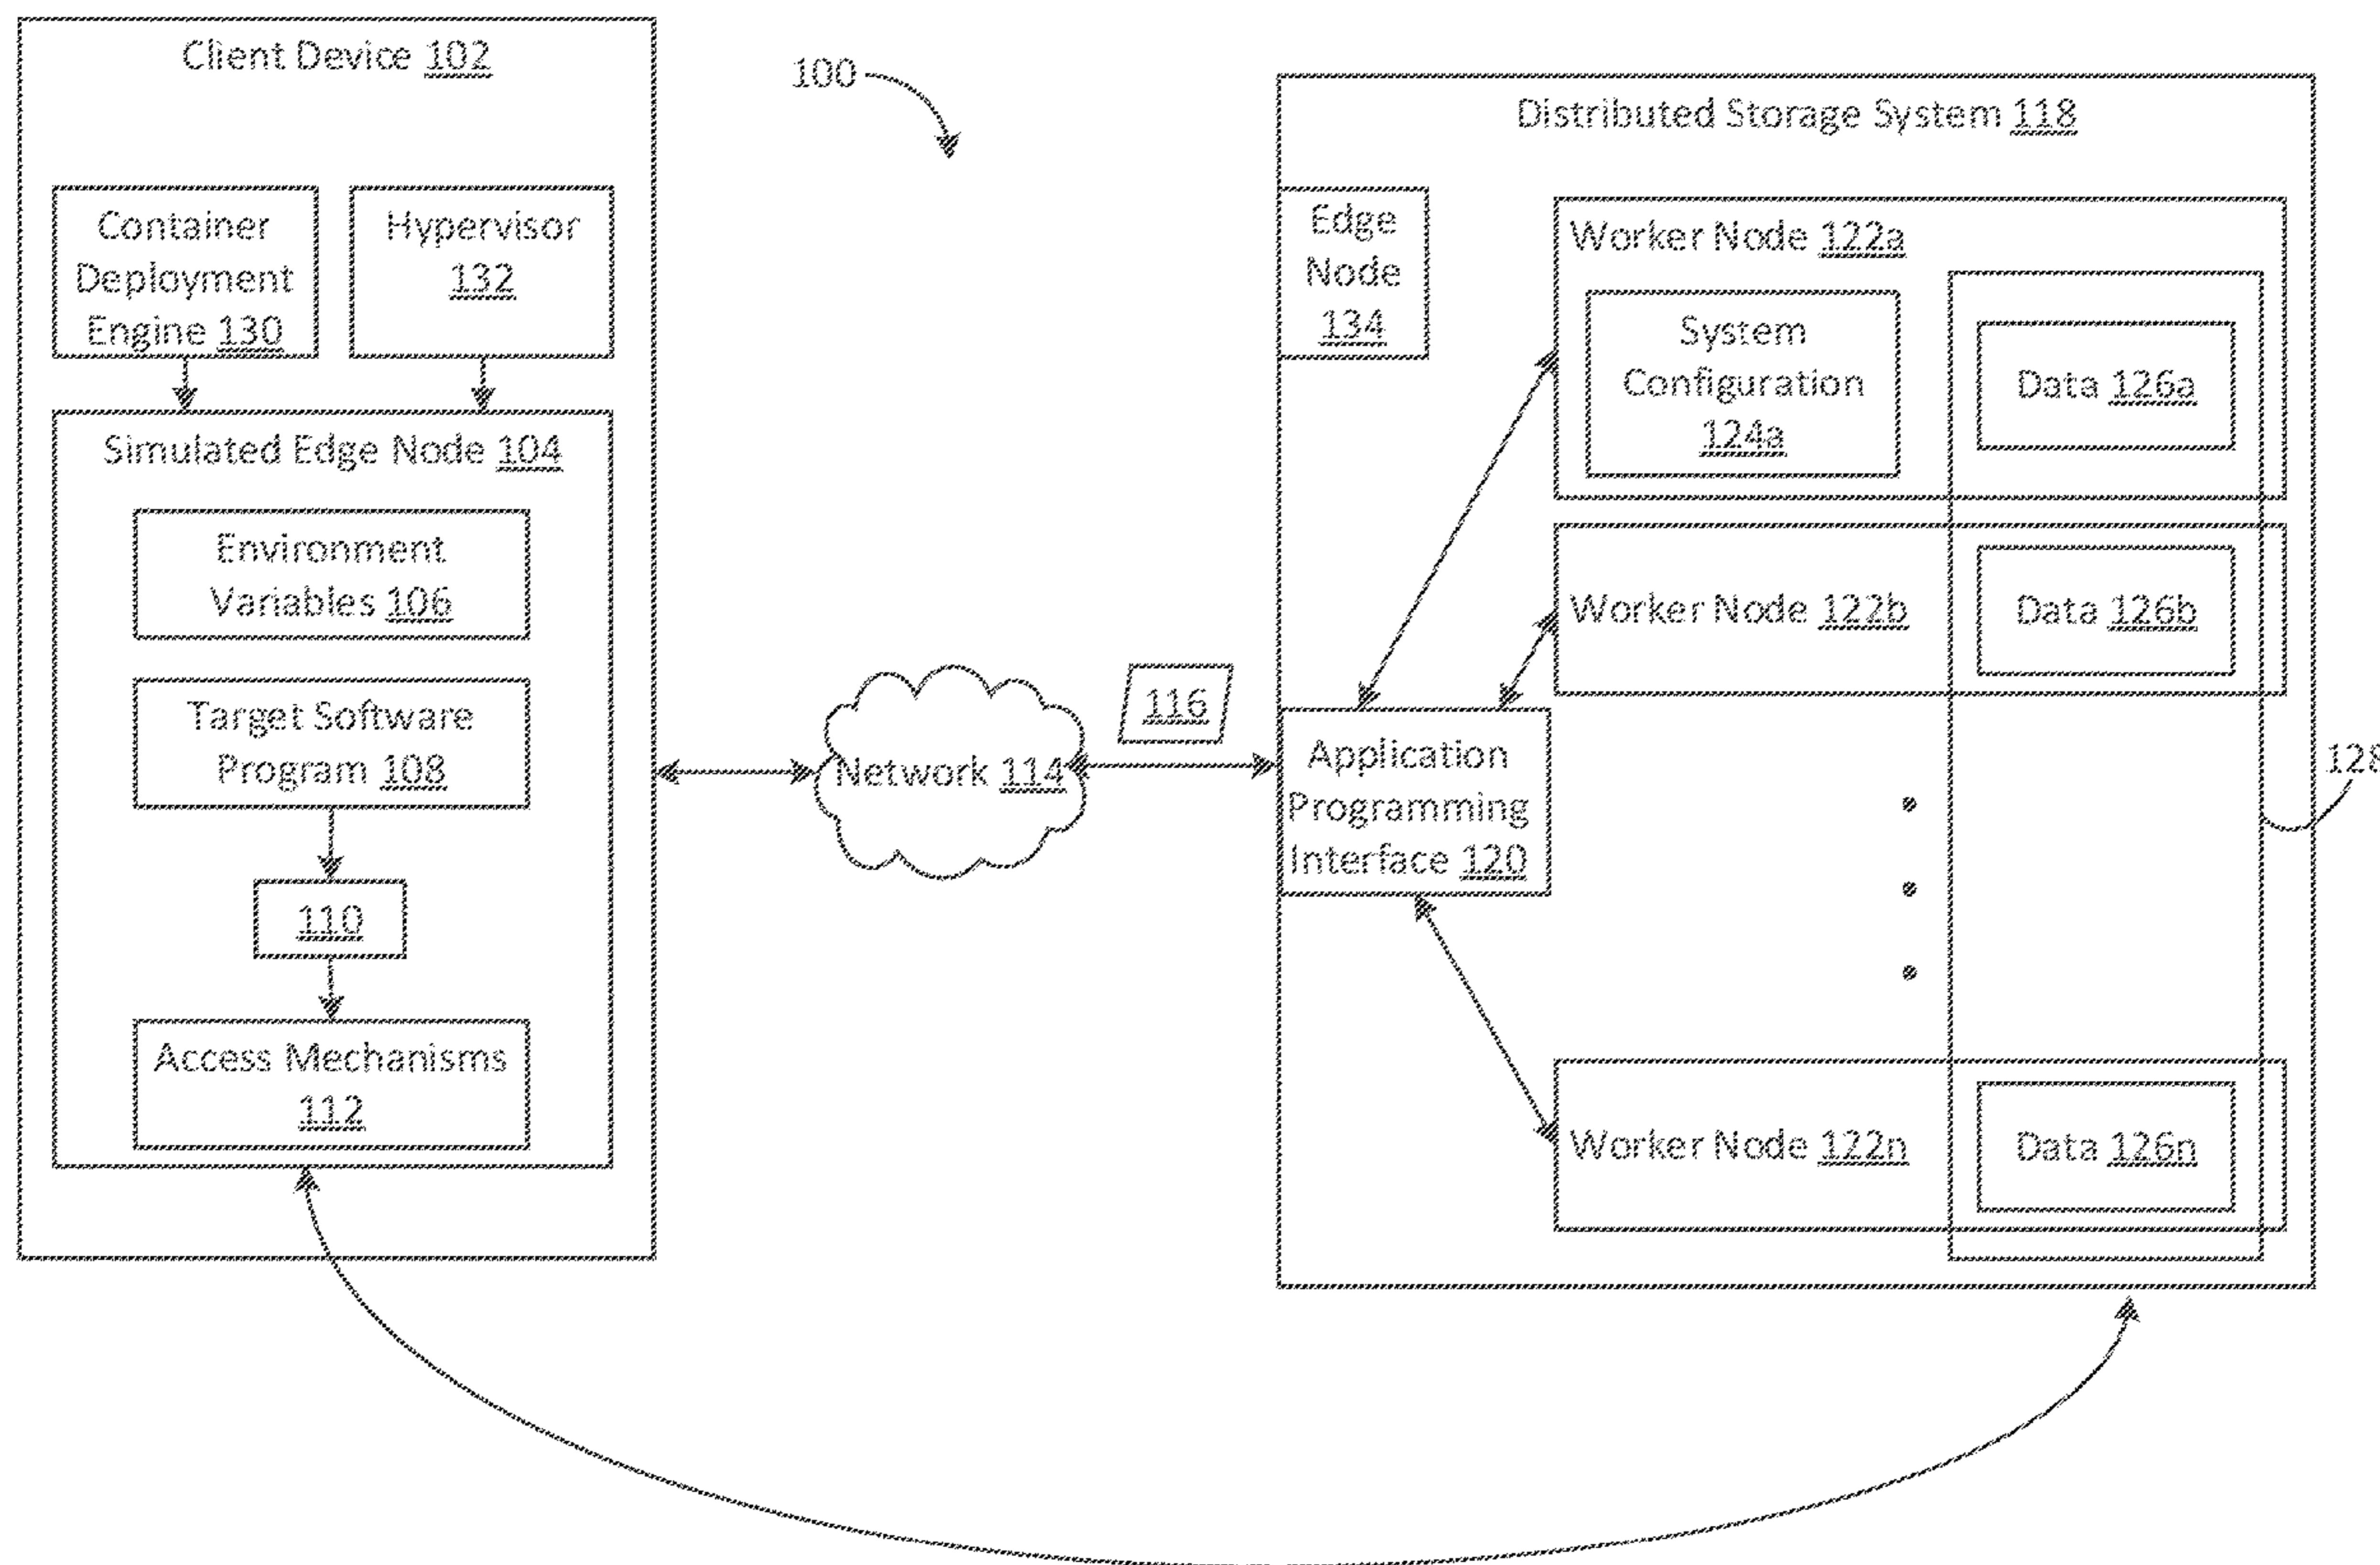 Client Device 102
Container
Deployment
Engine 130
Hypervisor
132
Simulated Edge Node 104
Environment
Variables 106
Target Software
Program 108
110
Access Mechanisms
112
100
Network 114
116
Distributed Storage System 118
Edge
Node
134
Worker Node 122a
System
Configuration
124a
Data 126a
Worker Node 122b
Data 126b
Application
Programming
Interface 120
128
Worker Node 122n
Data 126n